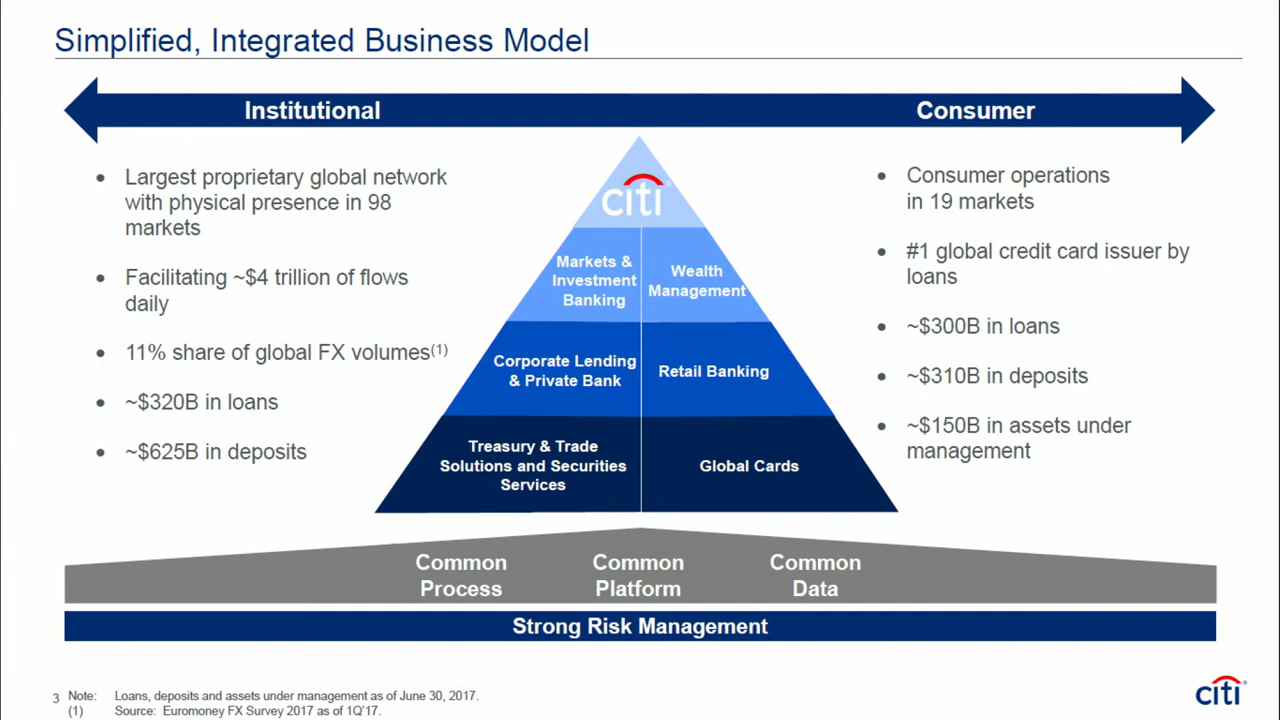 Simplified, Integrated Business Model
Institutional
Consumer
• Largest proprietary global network
with physical presence in 98
markets
• Facilitating ~$4 trillion of flows
daily
• 11% share of global FX volumes(1)
• ~$320B in loans
• ~$625B in deposits
citi
Markets &
Investment
Banking
Wealth
Management
Corporate Lending
& Private Bank
Retail Banking
Treasury & Trade
Solutions and Securities
Services
Global Cards
• Consumer operations
in 19 markets
• #1 global credit card issuer by
loans
• ~$300B in loans
• ~$310B in deposits
• ~$150B in assets under
management
Common
Process
Common
Platform
Common
Data
Strong Risk Management
3 Note: Loans, deposits and assets under management as of June 30, 2017.
(1) Source: Euromoney FX Survey 2017 as of 1Q'17.
citi®